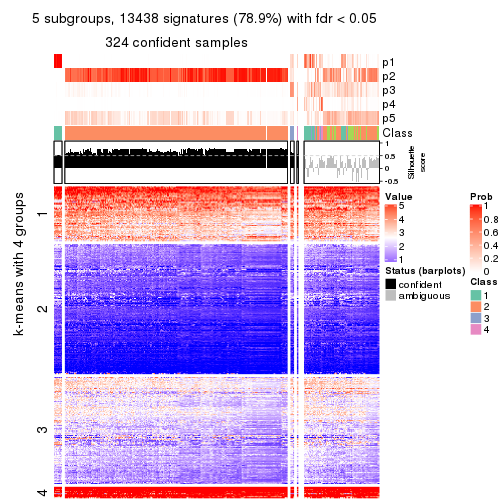 5 subgroups, 13438 signatures (78.9%) with fdr < 0.05
324 confident samples
p1
p2
p3
p4
p5
Class
1
0.5
0
-0.5
Silhouette
score
k-means with 4 groups
1
2
3
4
Value
5
4
3
2
1
Status (barplots)
confident
ambiguous
Prob
1
0.8
0.6
0.4
0.2
0
Class
1
2
3
4